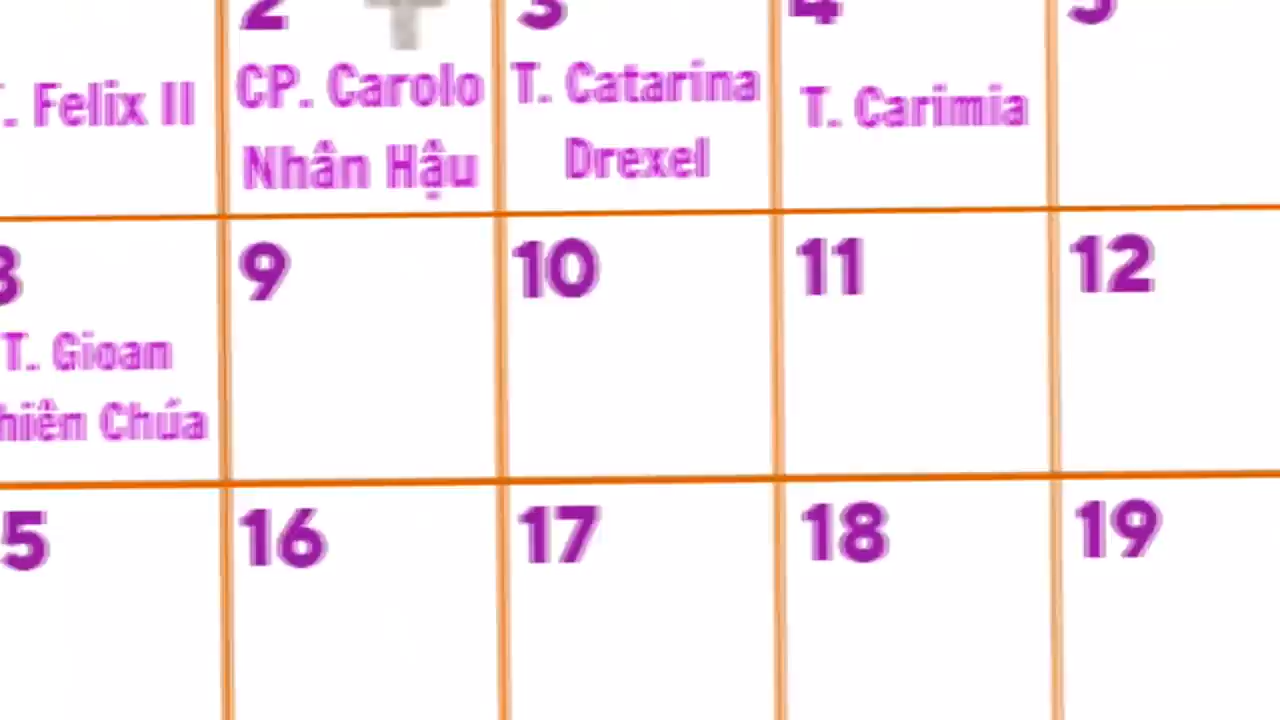 2 3 4 5
T. Felix II
CP. Carolo
Nhân Hậu
T. Catarina
Drexel
T. Carimia
9 10 11 12
T. Gioan
Chúa
16 17 18 19